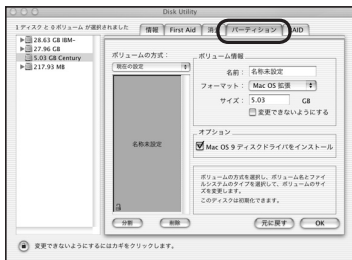 Disk Utility
1 ディスク と 0 ボリューム が選択されました
情報 First Aid 消 パーティション AID
28.63 GB IBM-
27.96 GB
5.03 GB Century
217.93 MB
ボリュームの方式：
現在の設定
名称未設定
分割 削除
ボリューム情報
名前： 名称未設定
フォーマット： Mac OS 拡張
サイズ： 5.03 GB
変更できないようにする
オプション
Mac OS 9 ディスクドライバをインストール
ボリュームの方式を選択し、ボリューム名とファイルシステムのタイプを選択して、ボリュームのサイズを変更します。
このディスクは初期化できます。
元に戻す OK
変更できないようにするにはカギをクリックします。